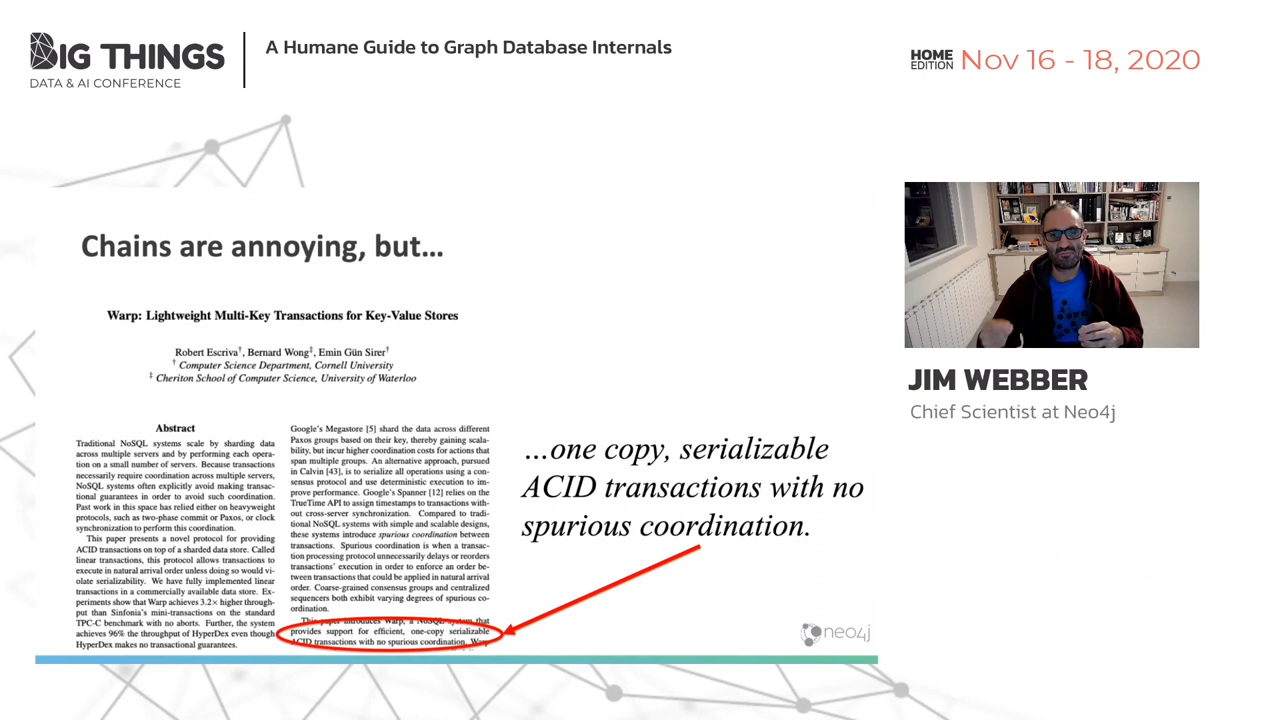 BIG THINGS
DATA & AI CONFERENCE
A Humane Guide to Graph Database Internals
HOME
EDITION
Nov 16 - 18, 2020
Chains are annoying, but...
Warp: Lightweight Multi-Key Transactions for Key-Value Stores
Robert Escriva†, Bernard Wong‡, Emin Gün Sirer†
† Computer Science Department, Cornell University
‡ Cheriton School of Computer Science, University of Waterloo
Abstract
Traditional NoSQL systems scale by sharding data
across multiple servers and by performing each opera-
tion on a small number of servers. Because transactions
necessarily require coordination across multiple servers,
NoSQL systems often explicitly avoid making transac-
tional guarantees in order to avoid such coordination.
Past work in this space has relied either on heavyweight
protocols, such as two-phase commit or Paxos, or clock
synchronization to perform this coordination.
This paper presents a novel protocol for providing
ACID transactions on top of a sharded data store. Called
linear transactions, this protocol allows transactions to
execute in natural arrival order unless doing so would vi-
olate serializability. We have fully implemented linear
transactions in a commercially available data store. Ex-
periments show that Warp achieves 3.2× higher through-
put than Sinfonia's mini-transactions on the standard
TPC-C benchmark with no aborts. Further, the system
achieves 96% the throughput of HyperDex even though
HyperDex makes no transactional guarantees.
Google's Megastore [5] shard the data across different
Paxos groups based on their key, thereby gaining scala-
bility, but incur higher coordination costs for actions that
span multiple groups. An alternative approach, pursued
in Calvin [43], is to serialize all operations using a con-
sensus protocol and use deterministic execution to im-
prove performance. Google's Spanner [12] relies on the
TrueTime API to assign timestamps to transactions with-
out cross-server synchronization. Compared to tradi-
tional NoSQL systems with simple and scalable designs,
these systems introduce spurious coordination between
transactions. Spurious coordination is when a transac-
tion processing protocol unnecessarily delays or reorders
transactions' execution in order to enforce an order be-
tween transactions that could be applied in natural arrival
order. Coarse-grained consensus groups and centralized
sequencers both exhibit varying degrees of spurious co-
ordination.
This paper introduces Warp, a NoSQL system that
provides support for efficient, one-copy serializable
ACID transactions with no spurious coordination. Warp
...one copy, serializable
ACID transactions with no
spurious coordination.
neo4j
JIM WEBBER
Chief Scientist at Neo4j